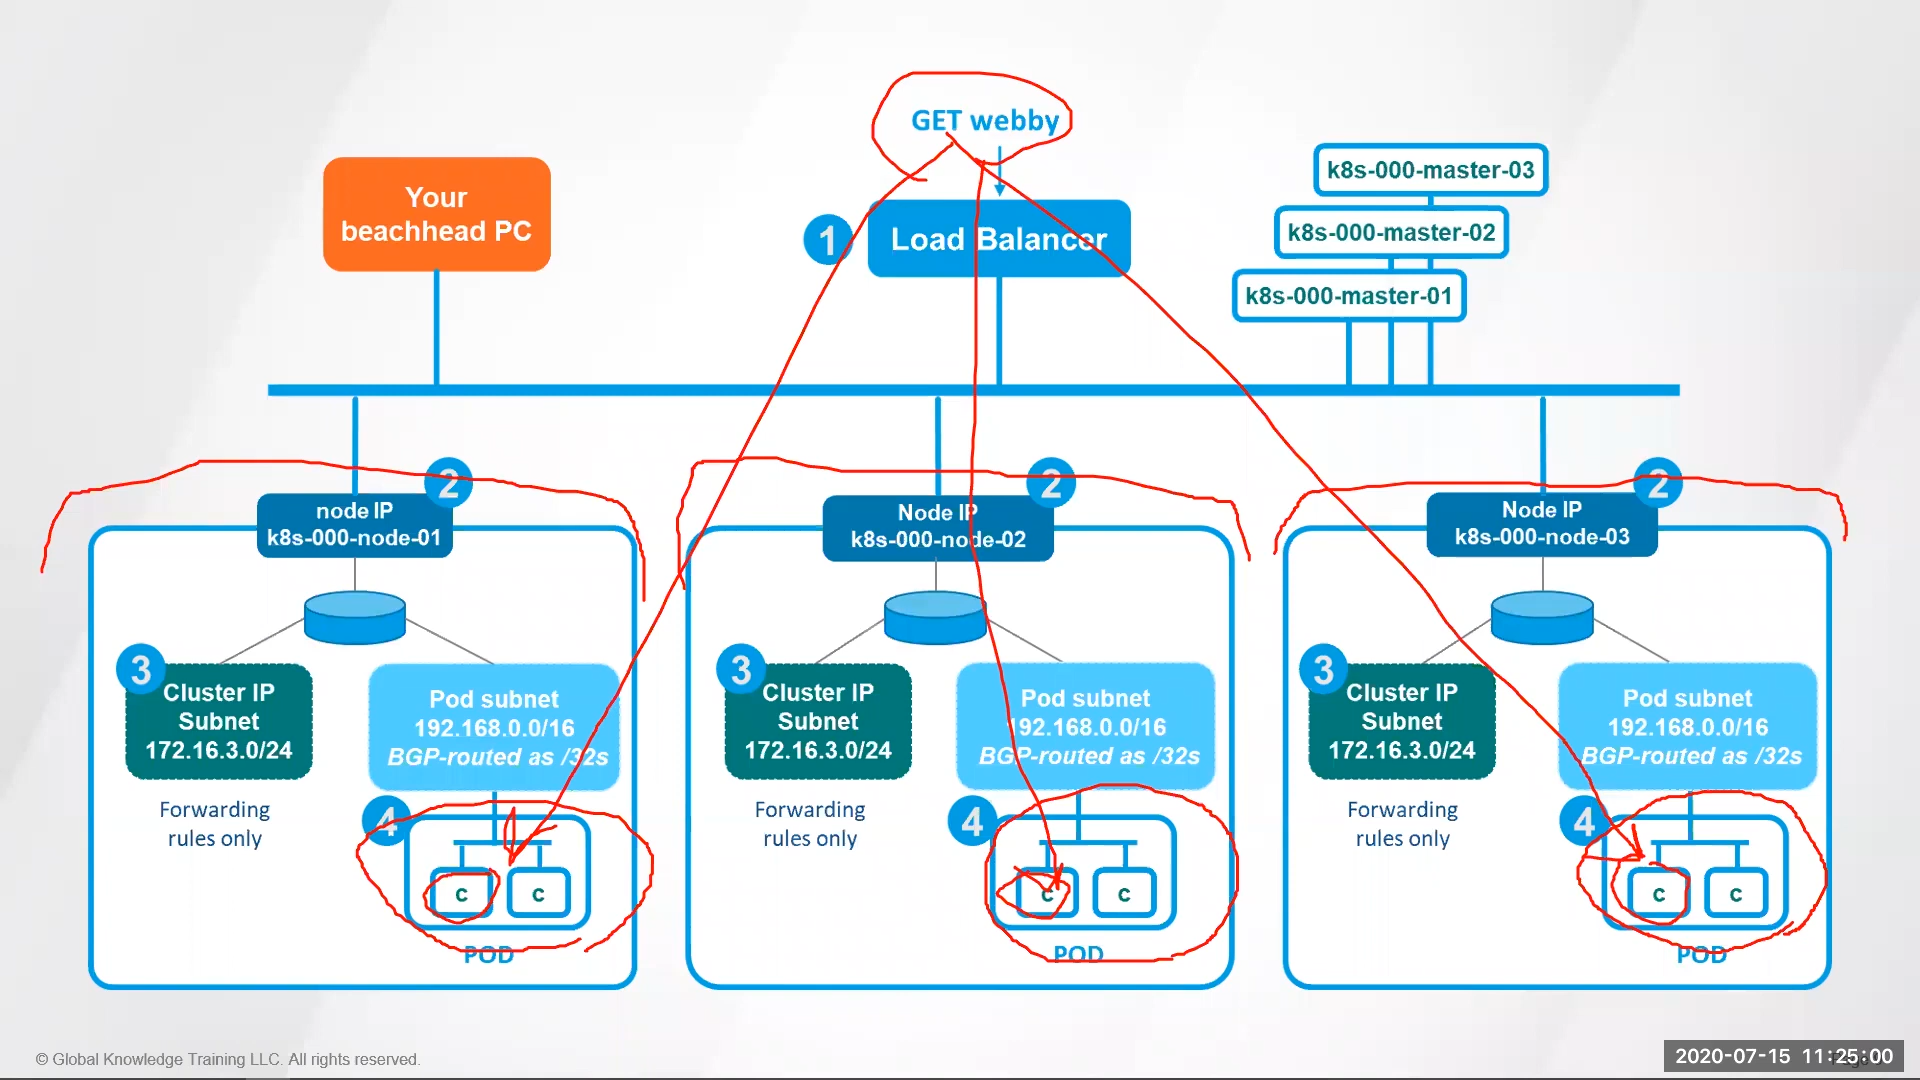 GET webby
Your
beachhead PC
1
Load Balancer
k8s-000-master-03
k8s-000-master-02
k8s-000-master-01
2
node IP
k8s-000-node-01
3
Cluster IP
Subnet
172.16.3.0/24
Forwarding
rules only
Pod subnet
192.168.0.0/16
BGP-routed as /32s
4
c
c
POD
2
Node IP
k8s-000-node-02
3
Cluster IP
Subnet
172.16.3.0/24
Forwarding
rules only
Pod subnet
192.168.0.0/16
BGP-routed as /32s
4
c
c
POD
2
Node IP
k8s-000-node-03
3
Cluster IP
Subnet
172.16.3.0/24
Forwarding
rules only
Pod subnet
192.168.0.0/16
BGP-routed as /32s
4
c
c
POD
© Global Knowledge Training LLC. All rights reserved.
2020-07-15 11:25:00